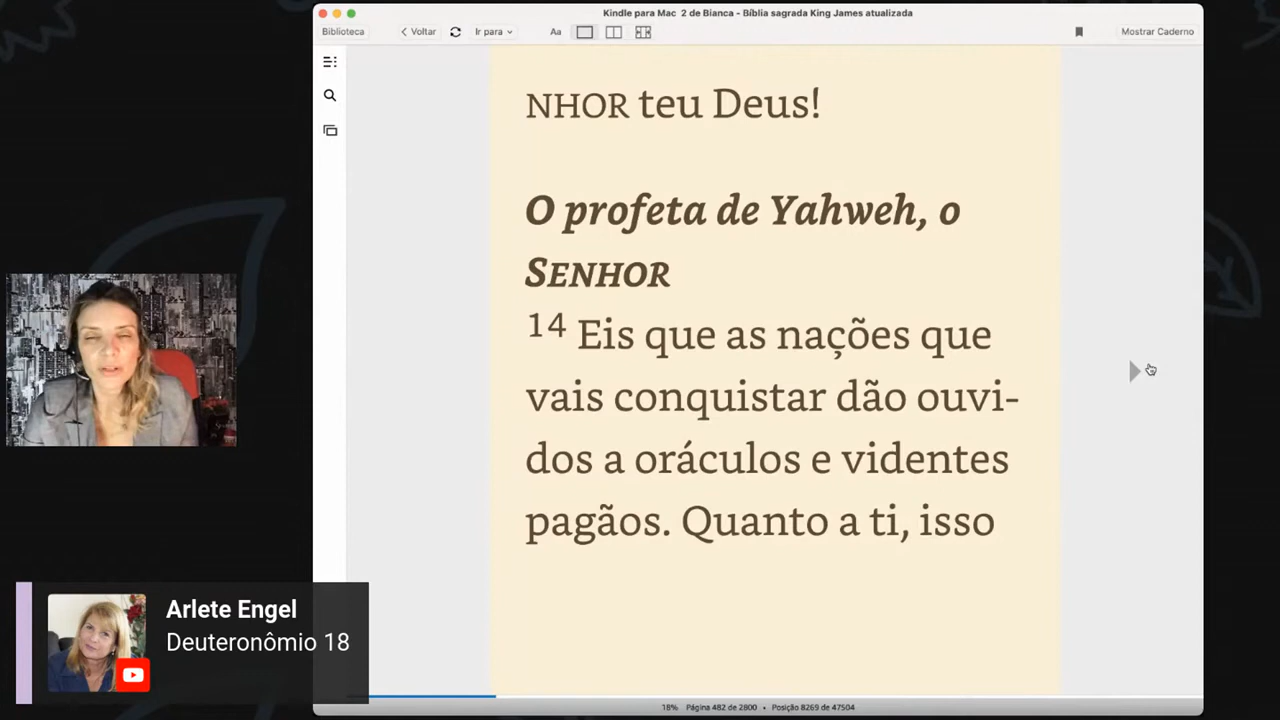 Kindle para Mac 2 de Bianca - Bíblia sagrada King James atualizada
Biblioteca
Voltar
Ir para
Aa
Mostrar Caderno
NHOR teu Deus!
O profeta de Yahweh, o
SENHOR
14 Eis que as nações que
vais conquistar dão ouvi-
dos a oráculos e videntes
pagãos. Quanto a ti, isso
Arlete Engel
Deuteronômio 18
18% Página 482 de 2800 • Posição 8269 de 47504